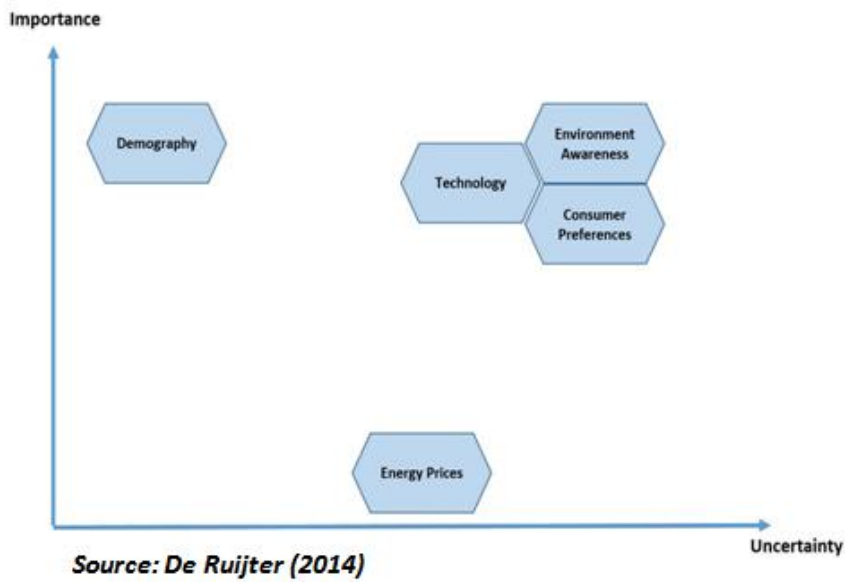 Importance
Demography
Technology
Environment
Awareness
Consumer
Preferences
Energy Prices
Uncertainty
Source: De Ruijter (2014)